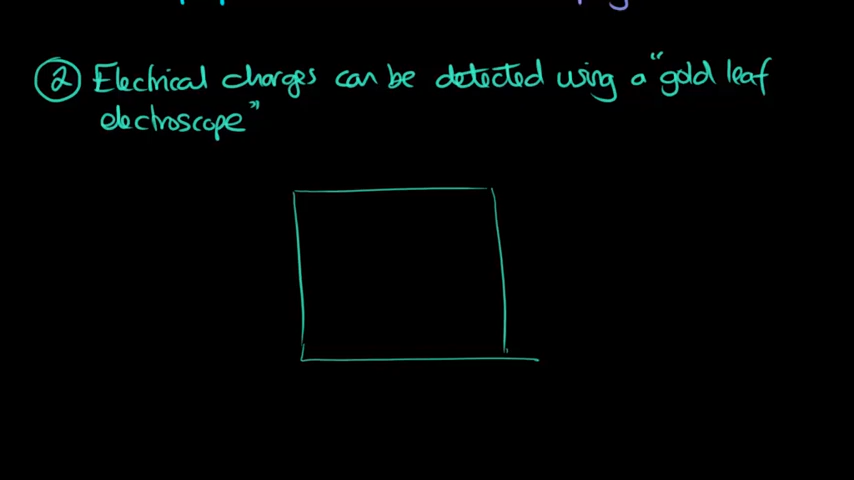 ② Electrical charges can be detected using a "gold leaf
electroscope"